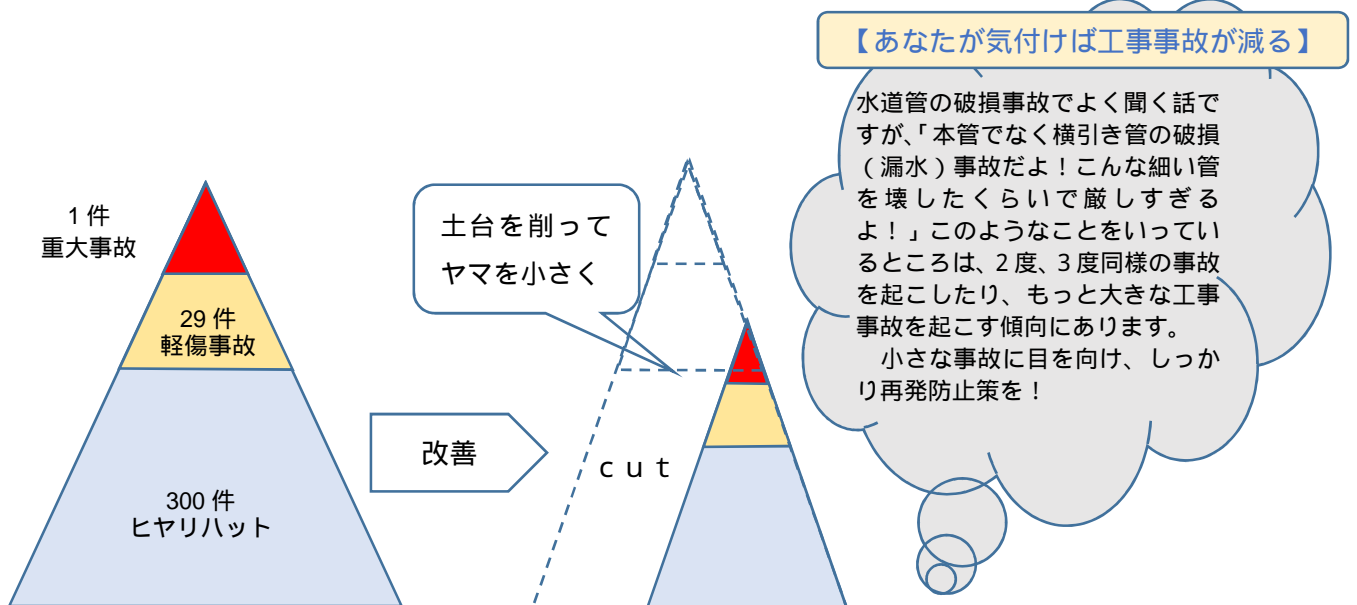 【あなたが気付けば工事事故が減る】
水道管の破損事故でよく聞く話で
すが、「本管でなく横引き管の破損
（漏水）事故だよ！こんな細い管
を壊したくらいで厳しすぎる
よ！」このようなことをいってい
るところは、2度、3度同様の事故
を起こしたり、もっと大きな工事
事故を起こす傾向にあります。
　小さな事故に目を向け、しっか
り再発防止策を！
土台を削って
ヤマを小さく
1件
重大事故
29件
軽傷事故
300件
ヒヤリハット
改善
ｃｕｔ